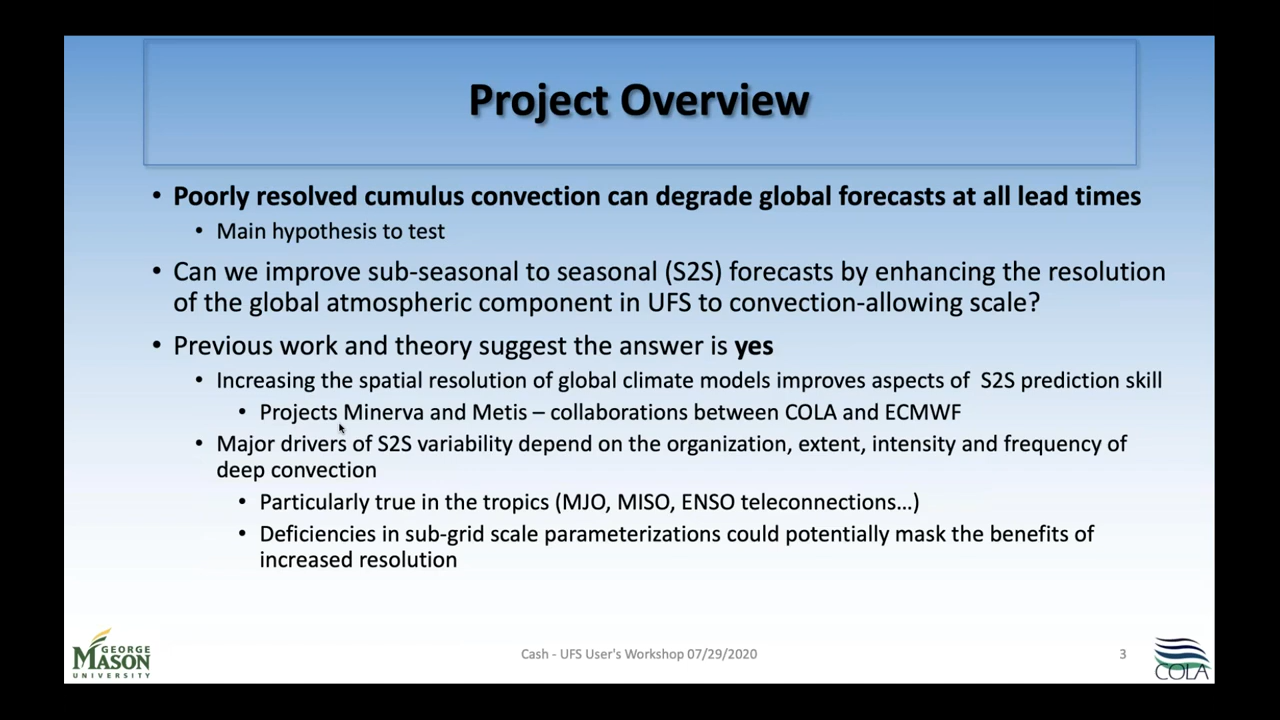 Project Overview
• Poorly resolved cumulus convection can degrade global forecasts at all lead times
• Main hypothesis to test
• Can we improve sub-seasonal to seasonal (S2S) forecasts by enhancing the resolution
of the global atmospheric component in UFS to convection-allowing scale?
• Previous work and theory suggest the answer is yes
• Increasing the spatial resolution of global climate models improves aspects of S2S prediction skill
• Projects Minerva and Metis – collaborations between COLA and ECMWF
• Major drivers of S2S variability depend on the organization, extent, intensity and frequency of
deep convection
• Particularly true in the tropics (MJO, MISO, ENSO teleconnections…)
• Deficiencies in sub-grid scale parameterizations could potentially mask the benefits of
increased resolution
GEORGE
MASON
UNIVERSITY
Cash - UFS User's Workshop 07/29/2020
3
COLA